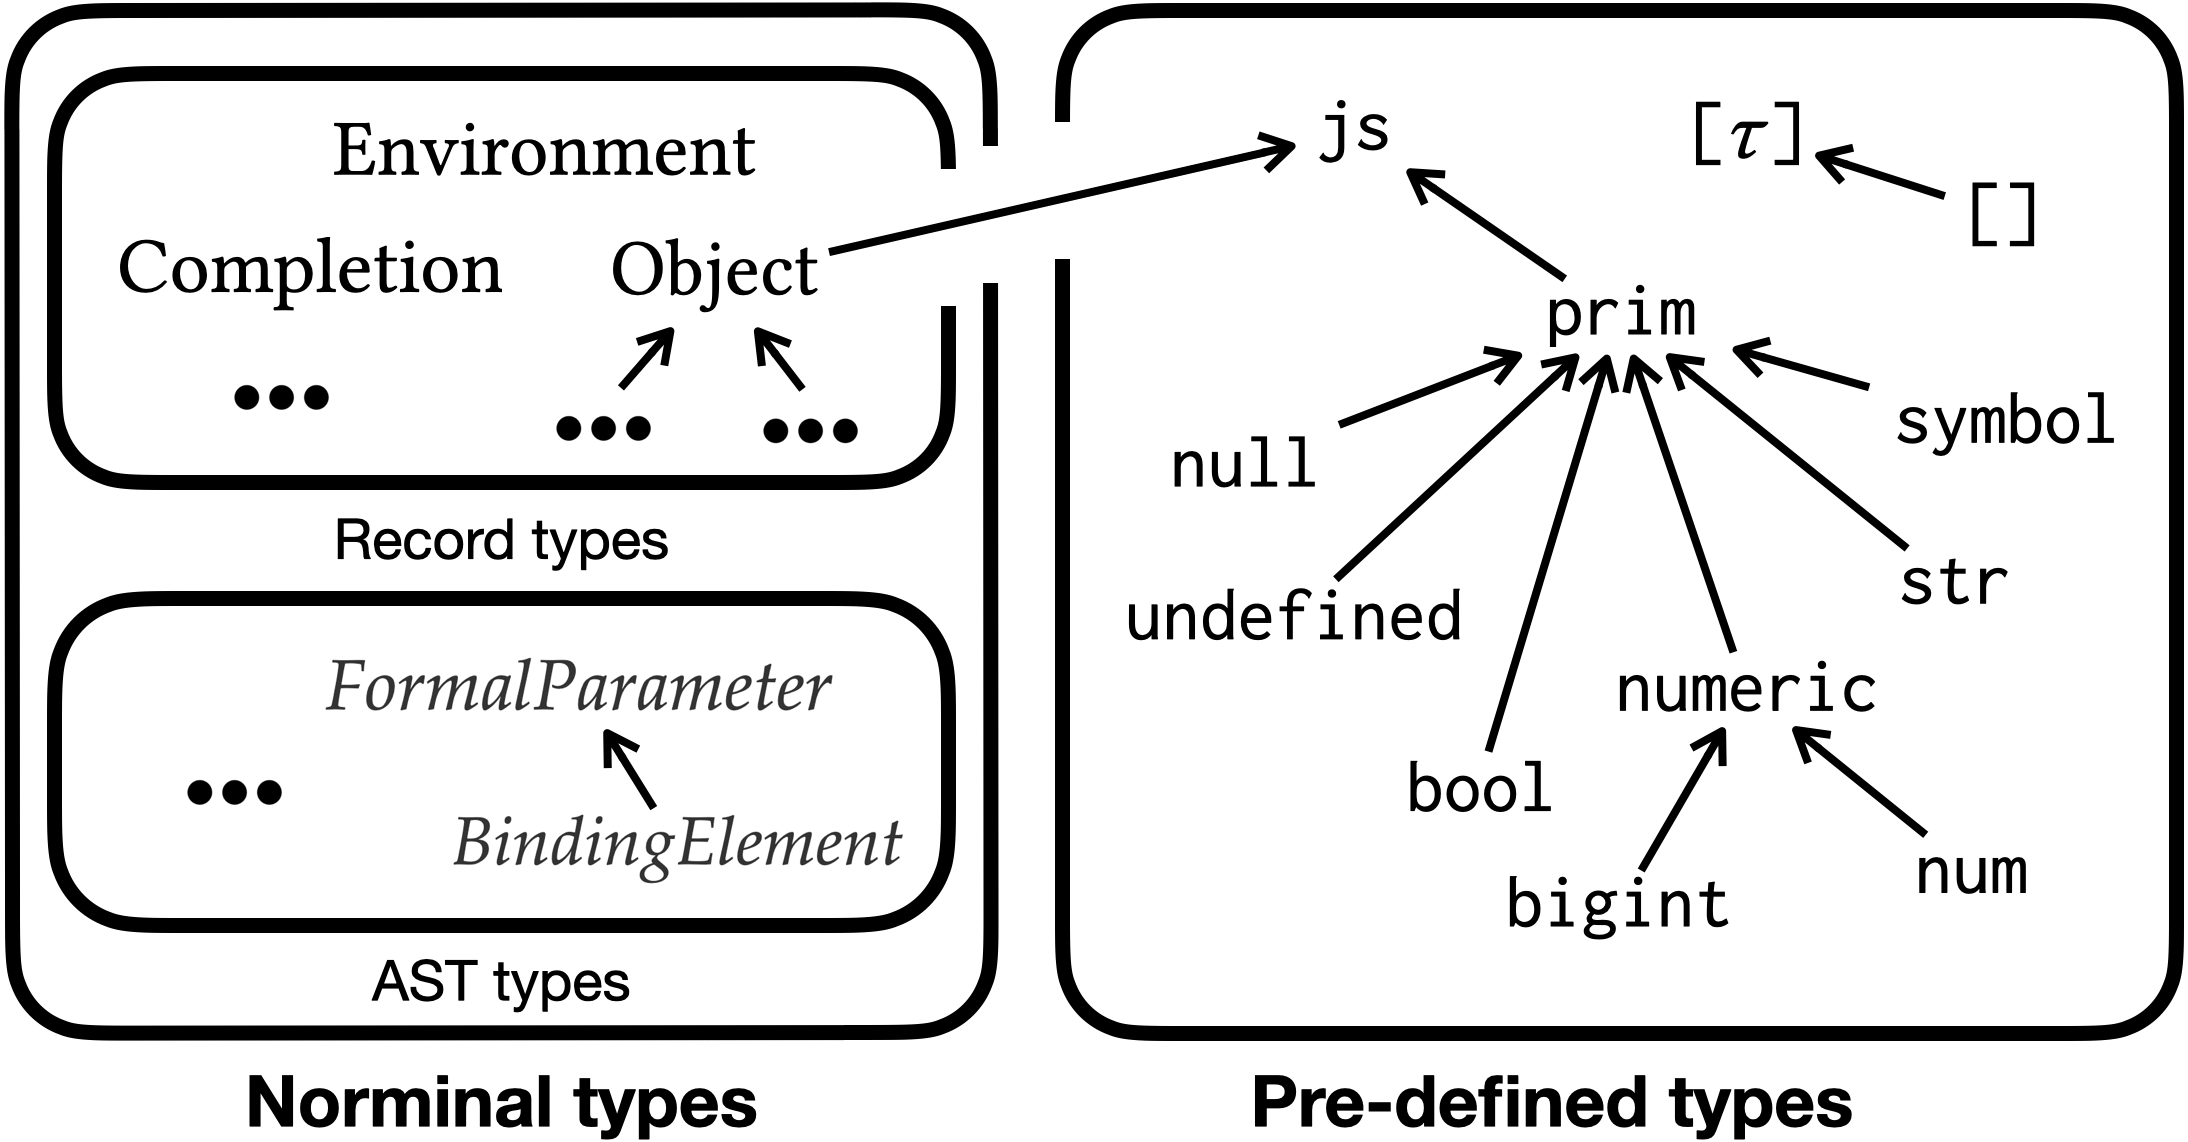 Environment
Completion Object
••• ••• •••
Record types
FormalParameter
•••
BindingElement
AST types
Norminal types
js [τ]
[]
prim
null symbol
undefined str
numeric
bool
bigint num
Pre-defined types